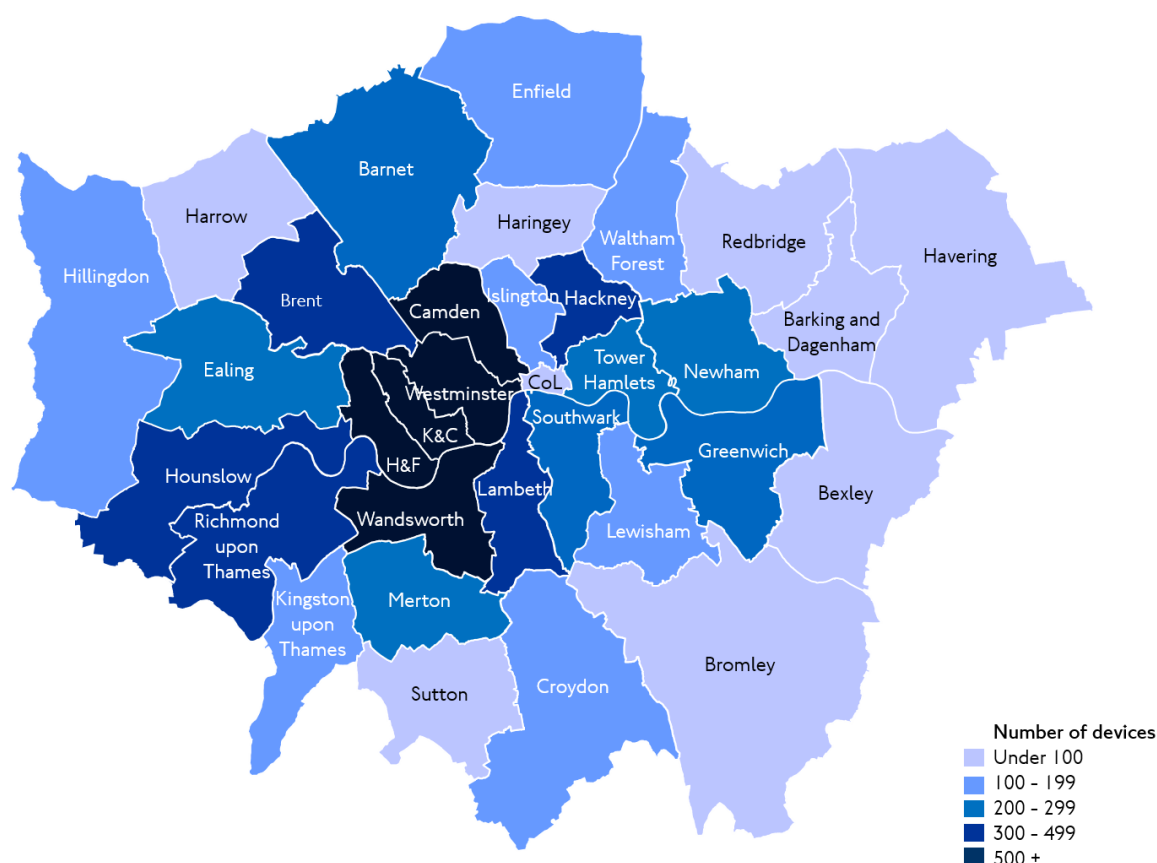 Enfield
Barnet
Harrow
Haringey
Waltham
Forest
Redbridge
Havering
Hillingdon
Brent
Camden
Islington
Hackney
Barking and
Dagenham
Ealing
Tower
Hamlets
Newham
CoL
Westminster
Southwark
K&C
H&F
Greenwich
Hounslow
Lambeth
Bexley
Wandsworth
Richmond
upon
Thames
Lewisham
Kingston
upon
Thames
Merton
Bromley
Sutton
Croydon
Number of devices
Under 100
100 - 199
200 - 299
300 - 499
500 +